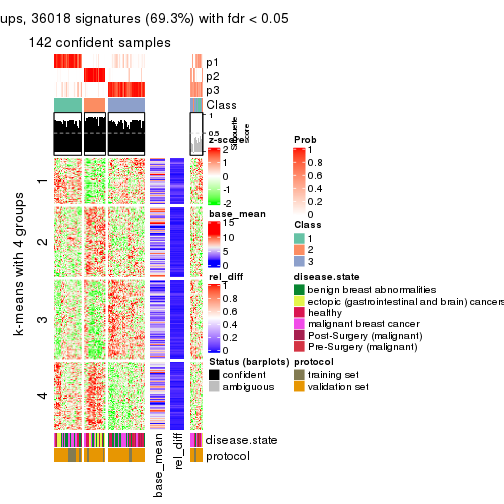 ups, 36018 signatures (69.3%) with fdr < 0.05
142 confident samples
p1
p2
p3
Class
1
0.5
0
Silhouette
score
k-means with 4 groups
1
2
3
4
base_mean
rel_diff
disease.state
protocol
z-score
2
1
0
-1
-2
base_mean
15
10
5
0
rel_diff
1
0.8
0.6
0.4
0.2
0
Status (barplots)
confident
ambiguous
Prob
1
0.8
0.6
0.4
0.2
0
Class
1
2
3
disease.state
benign breast abnormalities
ectopic (gastrointestinal and brain) cancers
healthy
malignant breast cancer
Post-Surgery (malignant)
Pre-Surgery (malignant)
protocol
training set
validation set